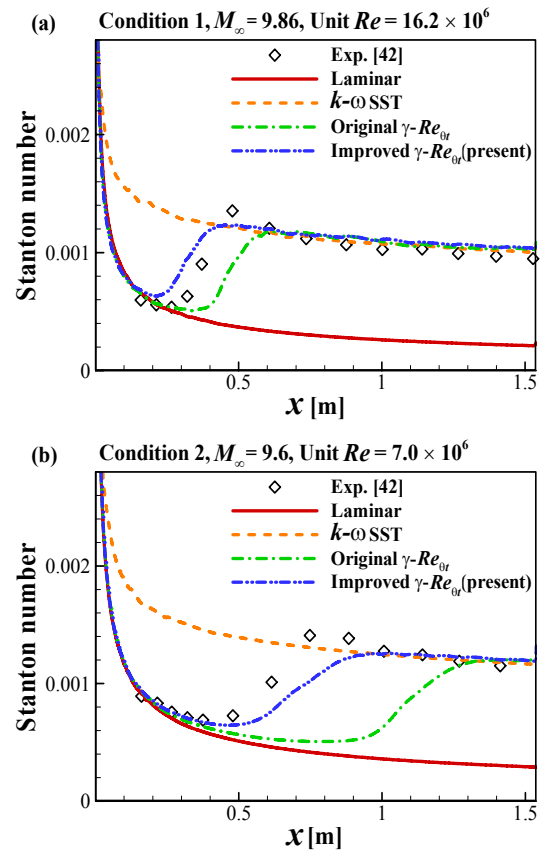 (a) Condition 1, M∞ = 9.86, Unit Re = 16.2 × 10⁶
Exp. [42]
Laminar
k-ω SST
Original γ-Reθt
Improved γ-Reθt(present)
Stanton number
0.002
0.001
0
0.5
1
1.5
x [m]
(b) Condition 2, M∞ = 9.6, Unit Re = 7.0 × 10⁶
Exp. [42]
Laminar
k-ω SST
Original γ-Reθt
Improved γ-Reθt(present)
Stanton number
0.002
0.001
0
0.5
1
1.5
x [m]